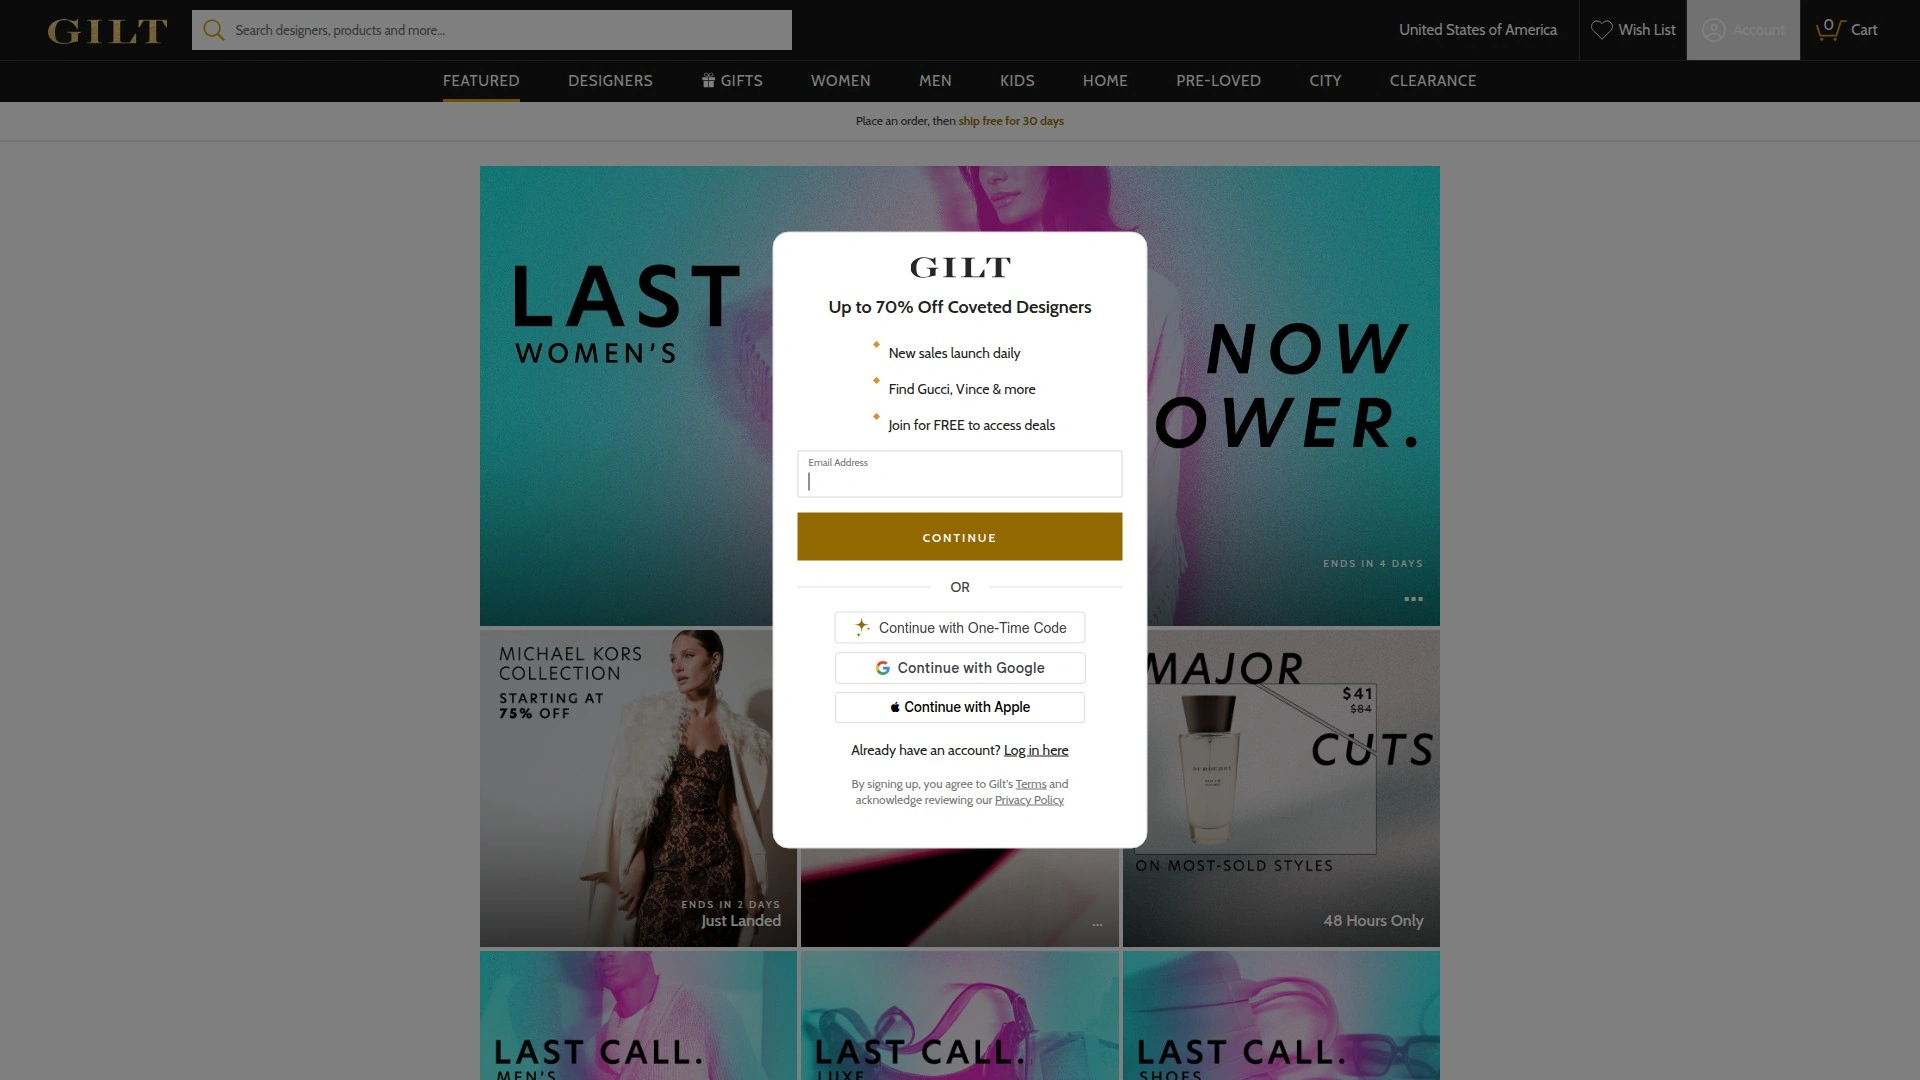 GILT
Search designers, products and more...
United States of America
Wish List
Account
0
Cart
FEATURED
DESIGNERS
GIFTS
WOMEN
MEN
KIDS
HOME
PRE-LOVED
CITY
CLEARANCE
Place an order, then ship free for 30 days
LAST
WOMEN'S
NOW
OWER.
ENDS IN 4 DAYS
GILT
Up to 70% Off Coveted Designers
New sales launch daily
Find Gucci, Vince & more
Join for FREE to access deals
Email Address
CONTINUE
OR
Continue with One-Time Code
Continue with Google
Continue with Apple
Already have an account? Log in here
By signing up, you agree to Gilt's Terms and
acknowledge reviewing our Privacy Policy
MICHAEL KORS
COLLECTION
STARTING AT
75% OFF
ENDS IN 2 DAYS
Just Landed
...
MAJOR
$41
$84
CUTS
BURBERRY
ON MOST-SOLD STYLES
48 Hours Only
LAST CALL.
MEN'S
LAST CALL.
LUXE
LAST CALL.
SHOES